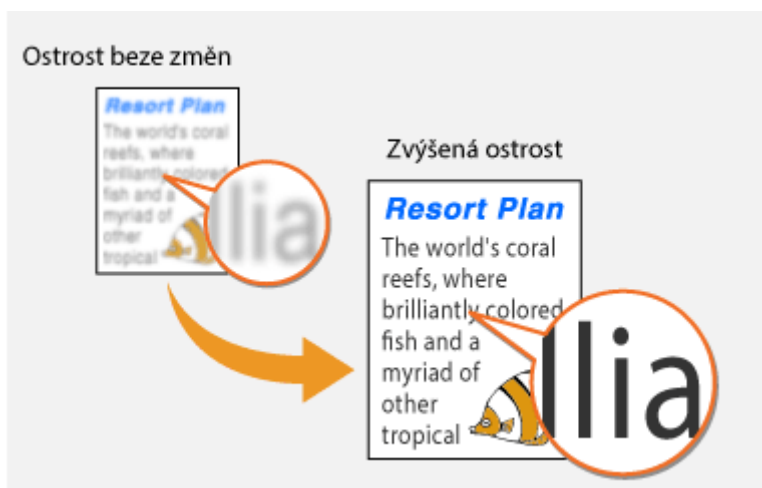 Ostrost beze změn
Resort Plan
The world's coral
reefs, where
brilliantly colored
fish and a
myriad of
other
tropical
llia
Zvýšená ostrost
Resort Plan
The world's coral
reefs, where
brilliantly colored
fish and a
myriad of
other
tropical
llia